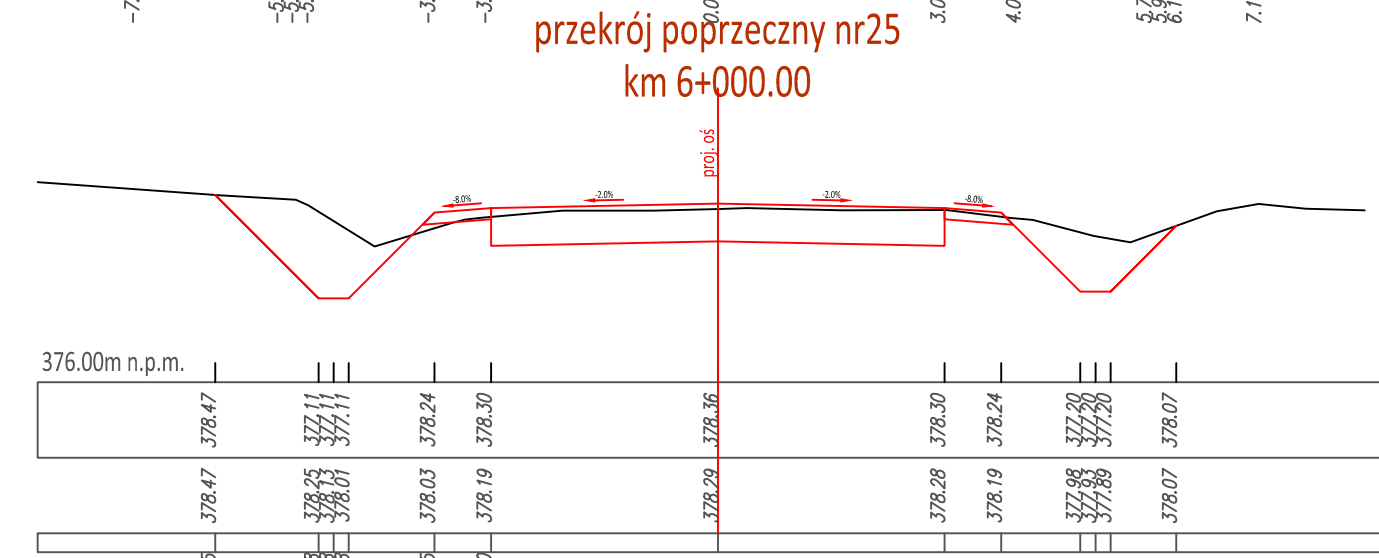 przekrój poprzeczny nr25
km 6+000.00
proj. oś
-8.0%
-2.0%
-2.0%
-8.0%
376.00m n.p.m.
378.47 377.11 377.11 377.11 378.24 378.30 378.36 378.30 378.24 377.20 377.20 377.20 378.07
378.47 378.25 378.13 378.01 378.03 378.19 378.29 378.28 378.19 377.98 377.93 377.89 378.07